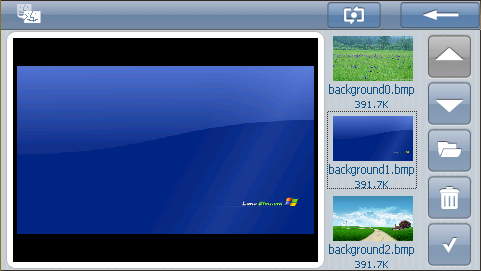 background0.bmp
391.7K
background1.bmp
391.7K
background2.bmp
391.7K